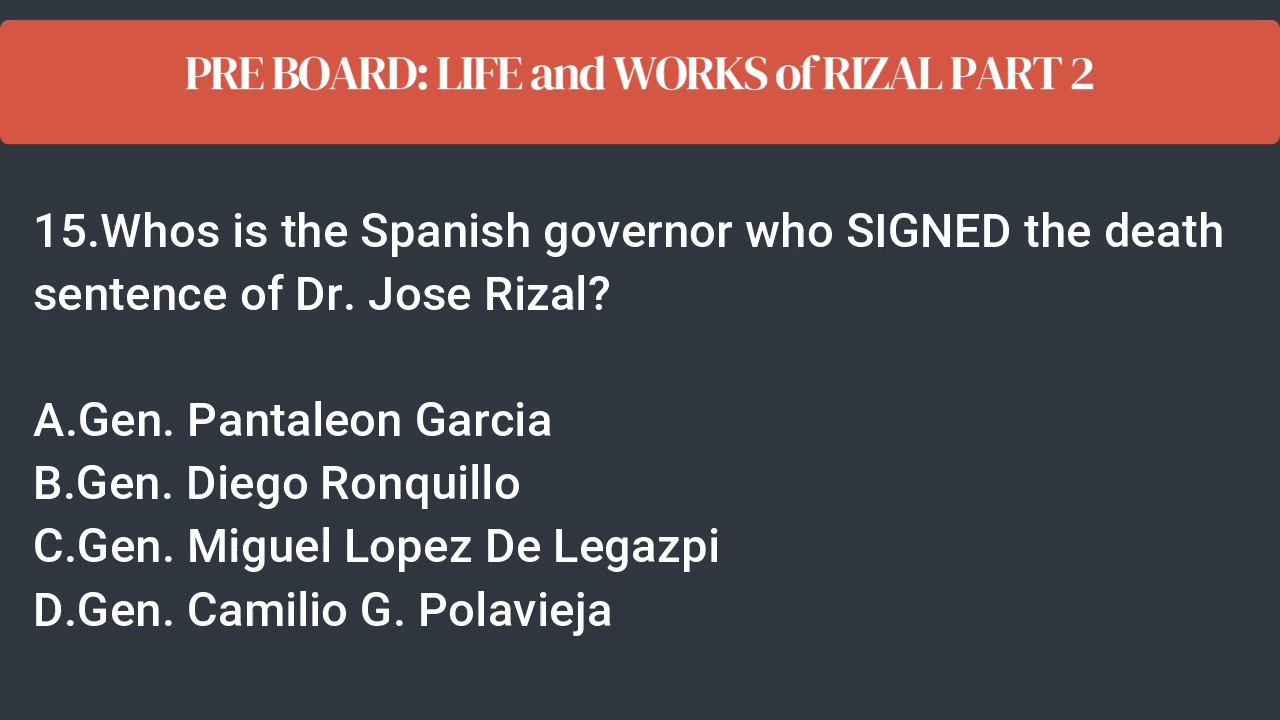 PRE BOARD: LIFE and WORKS of RIZAL PART 2
15.Whos is the Spanish governor who SIGNED the death
sentence of Dr. Jose Rizal?
A.Gen. Pantaleon Garcia
B.Gen. Diego Ronquillo
C.Gen. Miguel Lopez De Legazpi
D.Gen. Camilio G. Polavieja